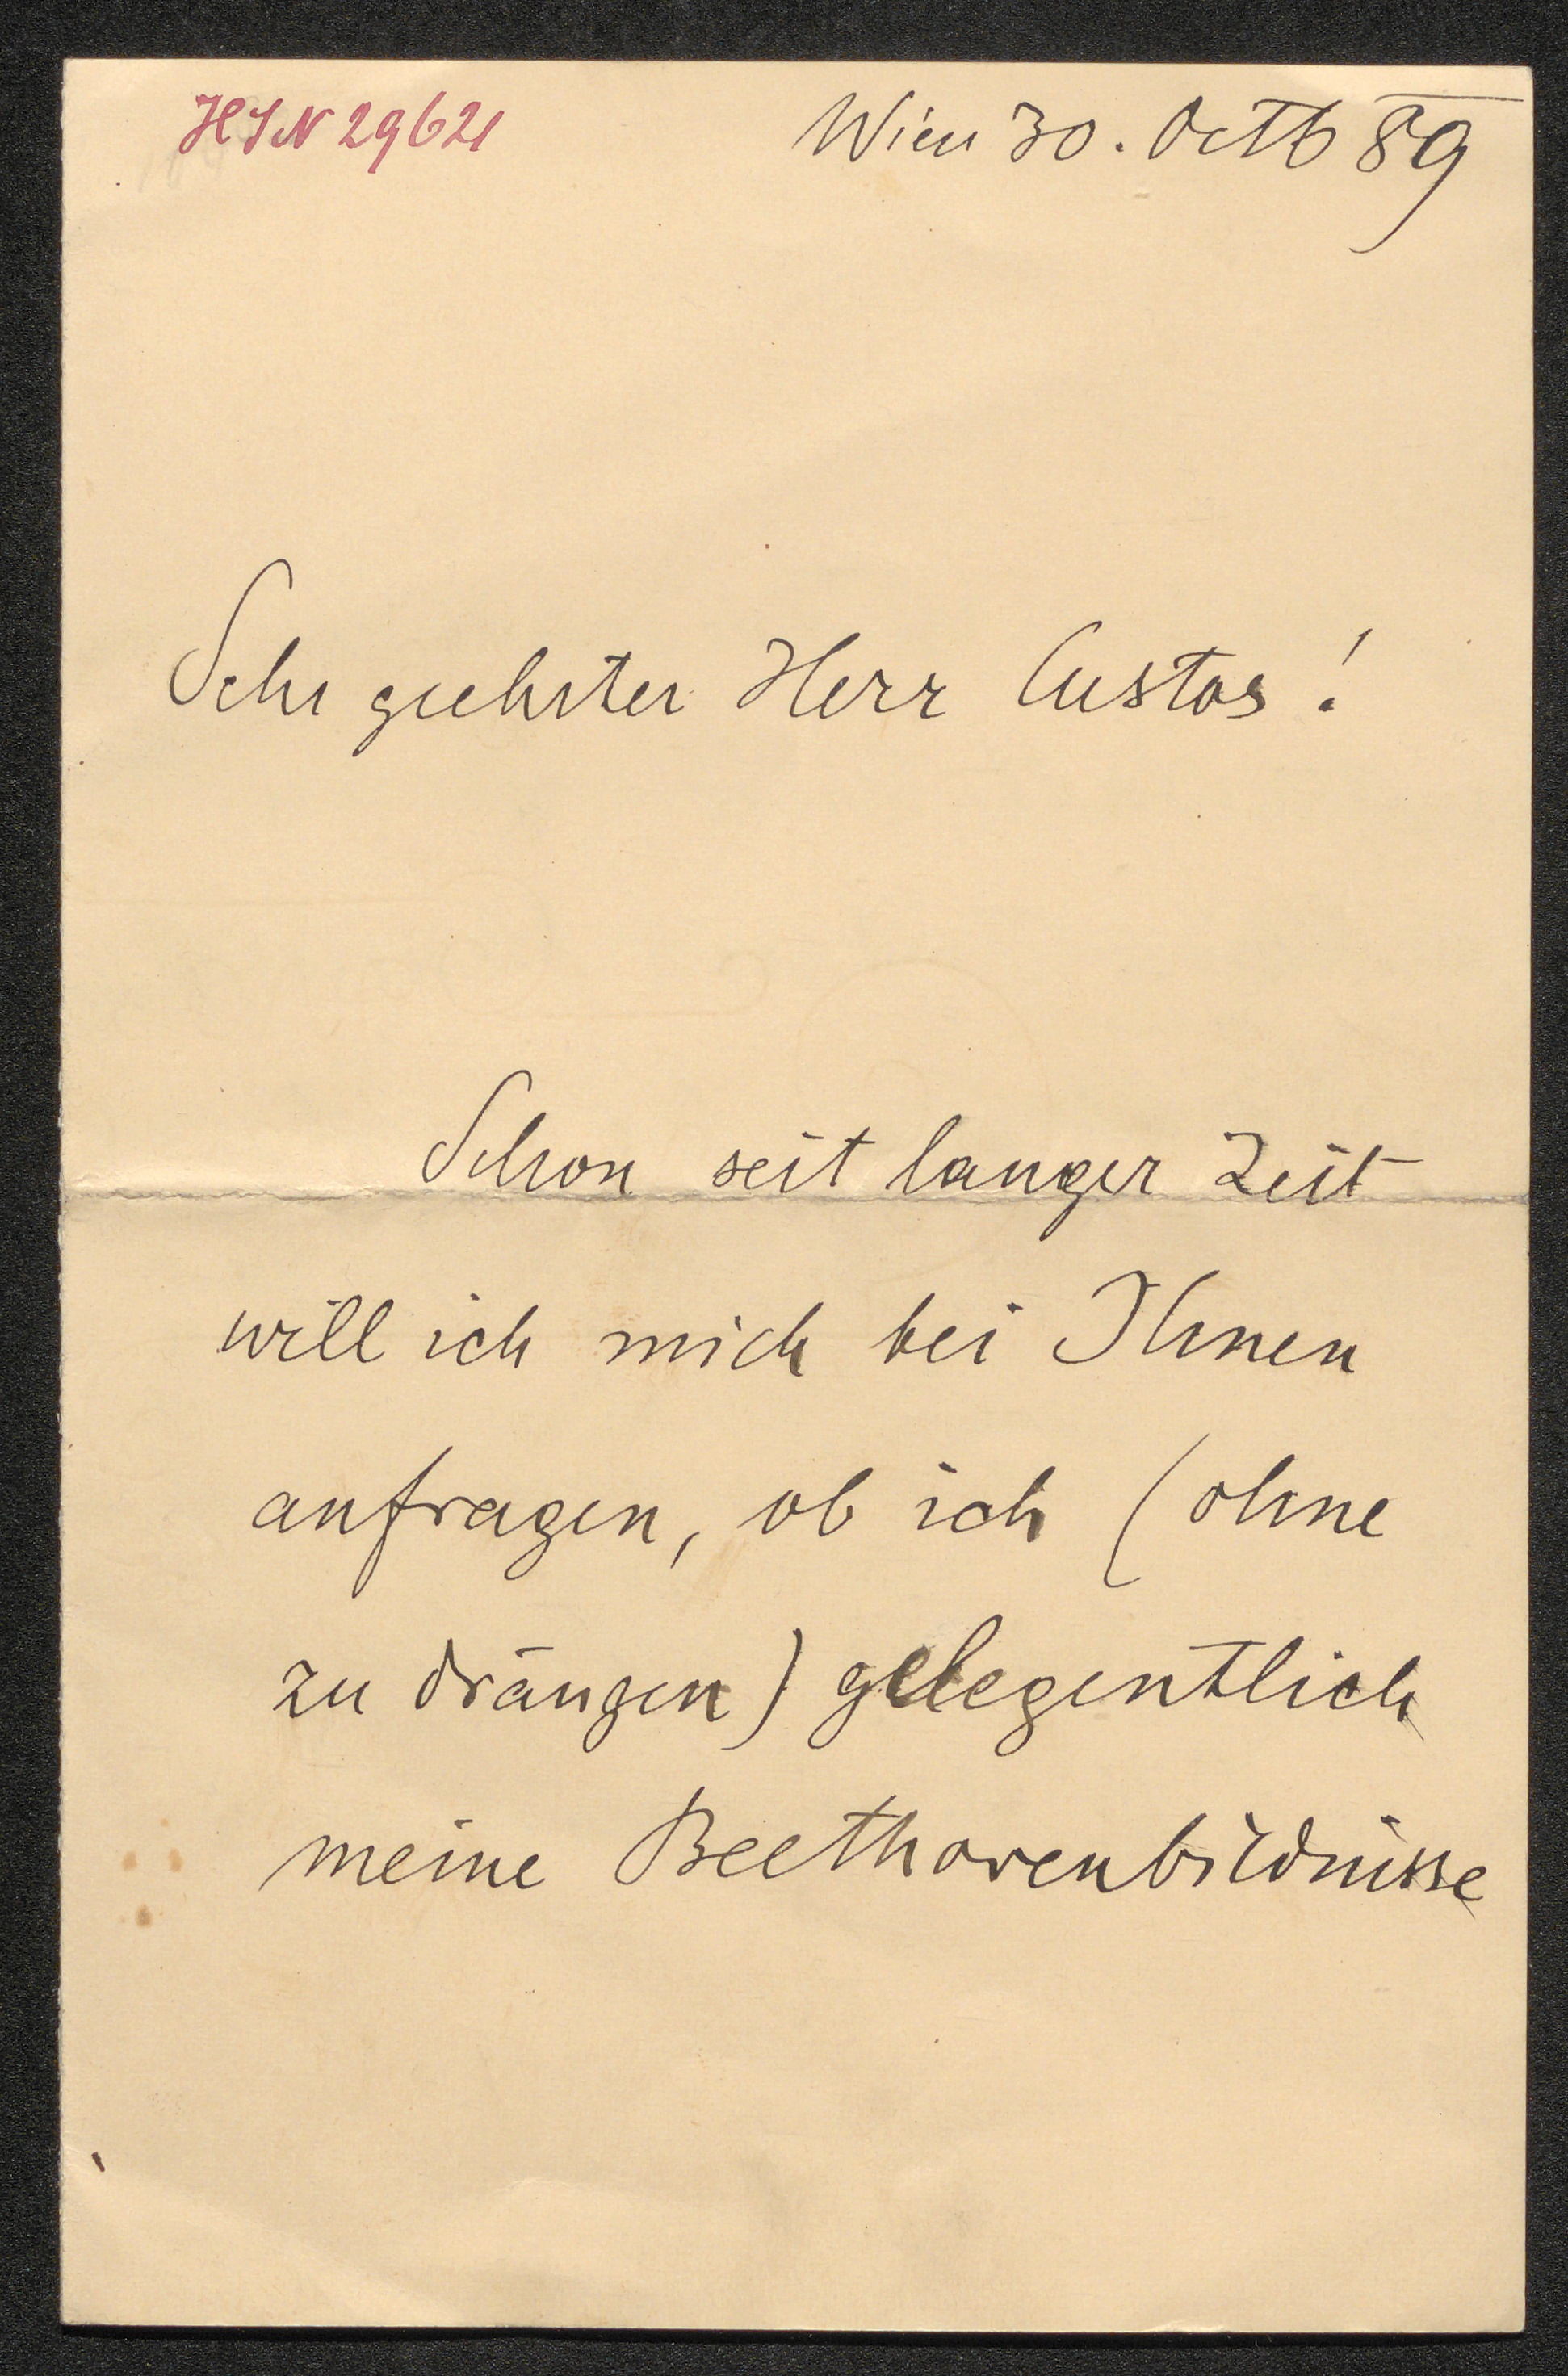 HIN 29621
Wien 30. Octb 89
Sehr geehrter Herr Custos!
Schon seit langer Zeit
will ich mich bei Ihnen
anfragen, ob ich (ohne
zu drängen) gelegentlich
meine Beethovenbildnisse